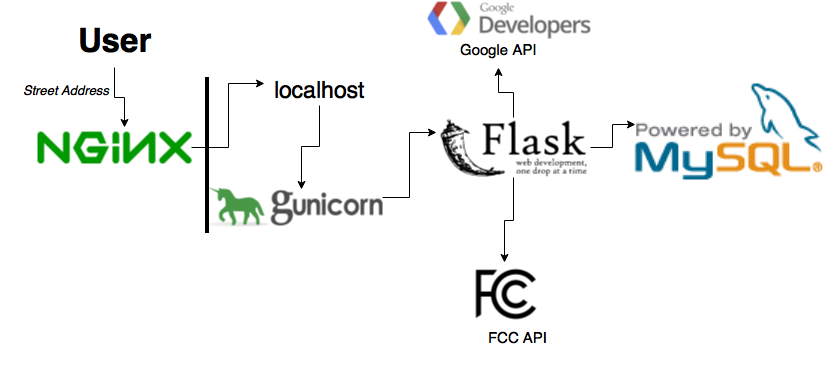 User
Street Address
NGINX
localhost
gunicorn
Google
Developers
Google API
Flask
web development,
one drop at a time
Powered by
MySQL®
FCC
FCC API